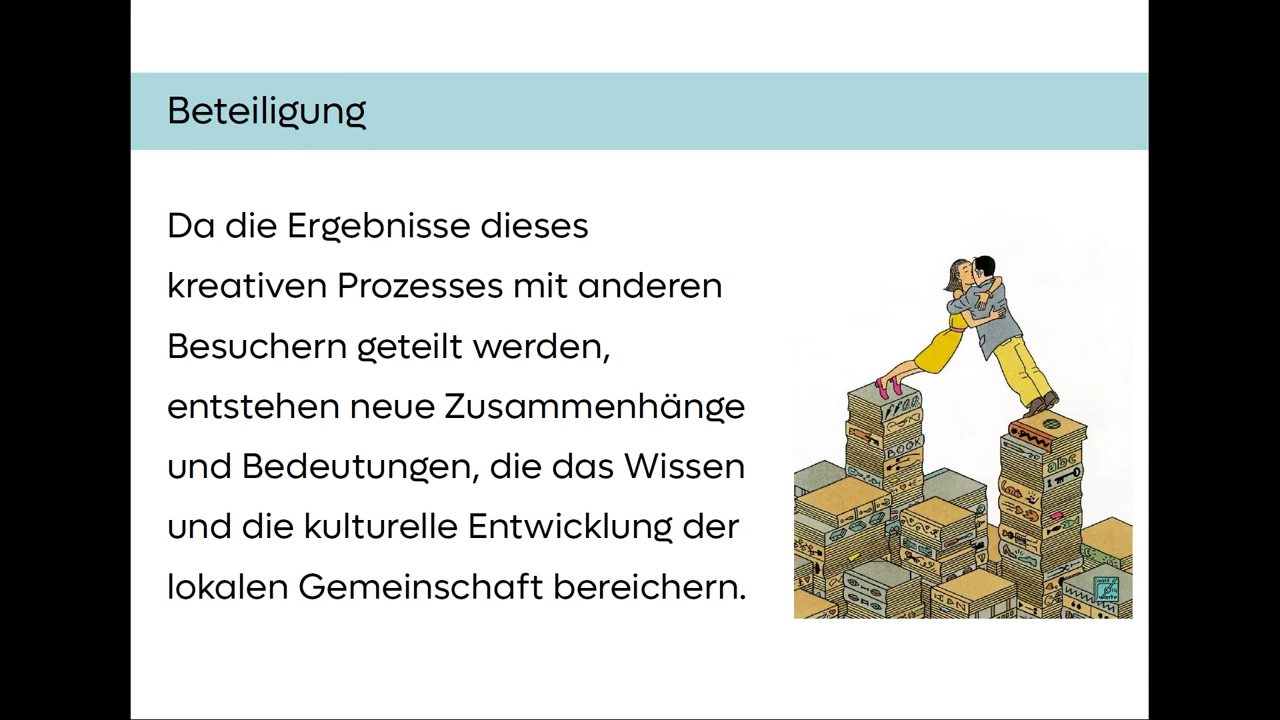 Beteiligung
Da die Ergebnisse dieses
kreativen Prozesses mit anderen
Besuchern geteilt werden,
entstehen neue Zusammenhänge
und Bedeutungen, die das Wissen
und die kulturelle Entwicklung der
lokalen Gemeinschaft bereichern.
BOOK
abc